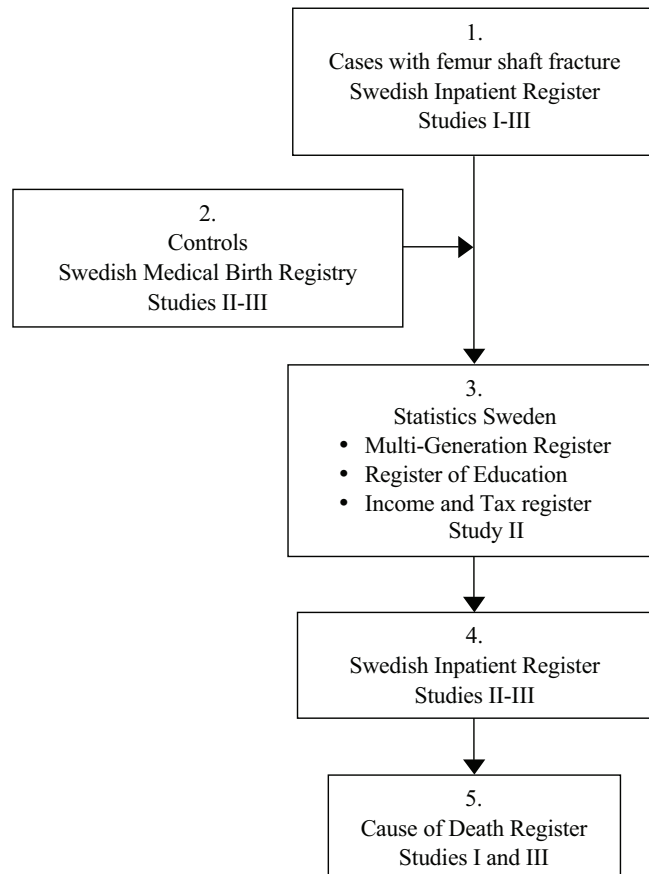 1.
Cases with femur shaft fracture
Swedish Inpatient Register
Studies I-III
2.
Controls
Swedish Medical Birth Registry
Studies II-III
3.
Statistics Sweden
• Multi-Generation Register
• Register of Education
• Income and Tax register
Study II
4.
Swedish Inpatient Register
Studies II-III
5.
Cause of Death Register
Studies I and III